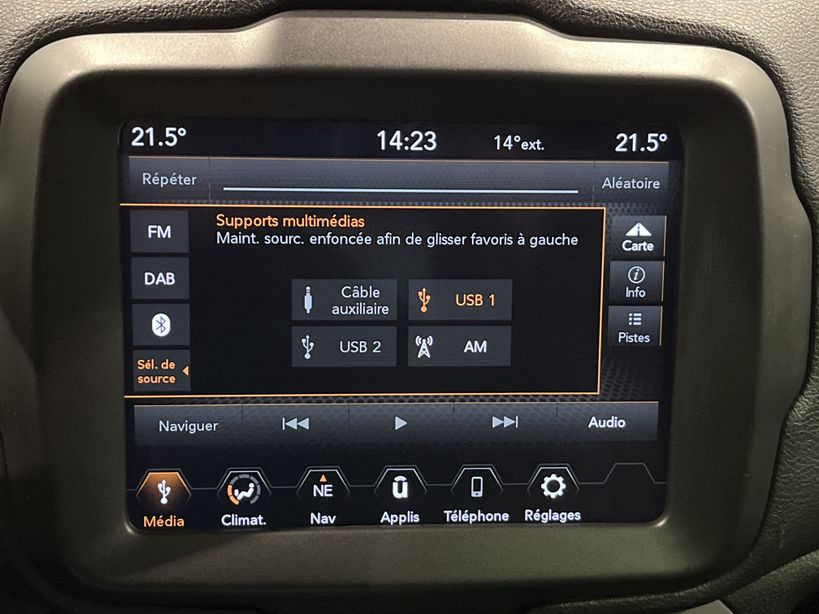 21.5° 14:23 14°ext. 21.5°
Répéter Aléatoire
Supports multimédias
Maint. sourc. enfoncée afin de glisser favoris à gauche
FM
DAB
Sél. de
source
Câble
auxiliaire
USB 1
USB 2
AM
Carte
Info
Pistes
Naviguer Audio
NE
û
Média Climat. Nav Applis Téléphone Réglages